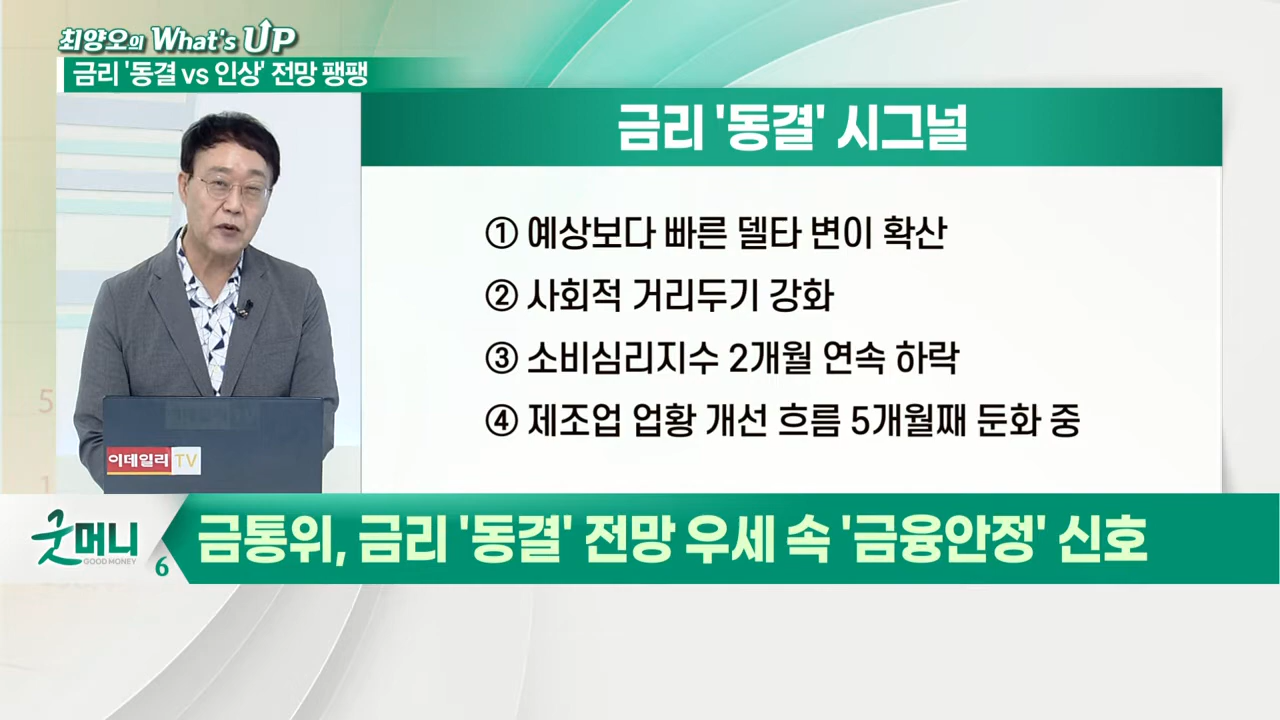 최양오의 What's UP
금리 '동결 vs 인상' 전망 팽팽
금리 '동결' 시그널
① 예상보다 빠른 델타 변이 확산
② 사회적 거리두기 강화
③ 소비심리지수 2개월 연속 하락
④ 제조업 업황 개선 흐름 5개월째 둔화 중
5
1
이데일리 TV
굿머니
GOOD MONEY
6
금통위, 금리 '동결' 전망 우세 속 '금융안정' 신호